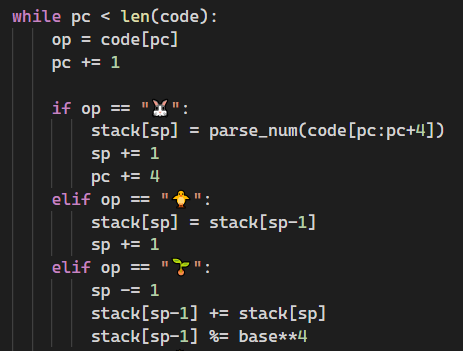 while pc < len(code):
    op = code[pc]
    pc += 1

    if op == "🐰":
        stack[sp] = parse_num(code[pc:pc+4])
        sp += 1
        pc += 4
    elif op == "🐥":
        stack[sp] = stack[sp-1]
        sp += 1
    elif op == "🌱":
        sp -= 1
        stack[sp-1] += stack[sp]
        stack[sp-1] %= base**4